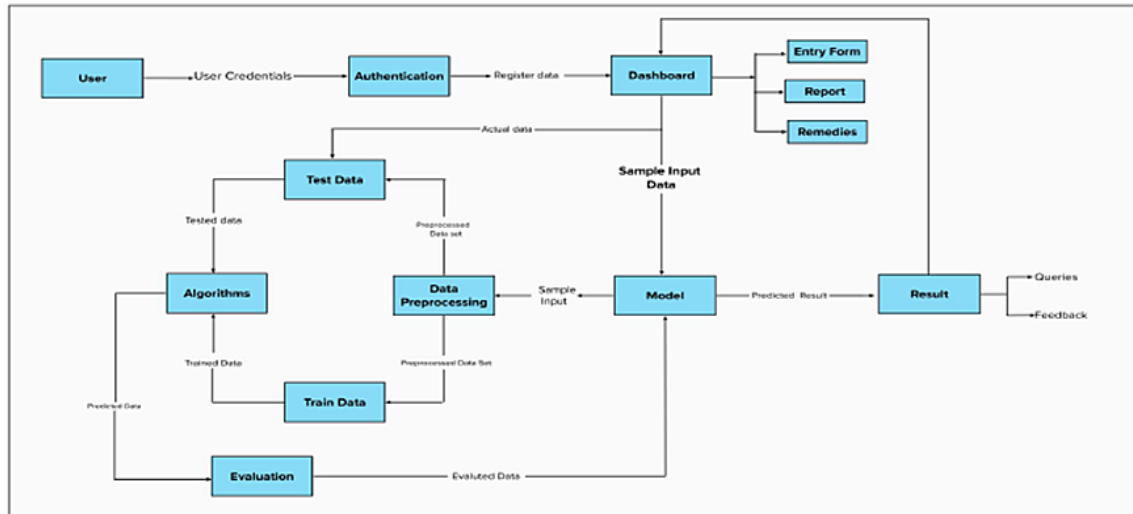 Entry Form
User
User Credentials
Authentication
Register data
Dashboard
Report
Remedies
Actual data
Sample Input
Data
Test Data
Tested data
Preprocessed
Data set
Algorithms
Data
Preprocessing
Sample
Input
Model
Predicted Result
Result
Queries
Feedback
Trained Data
Preprocessed Data Set
Train Data
Predicted Data
Evaluation
Evaluted Data